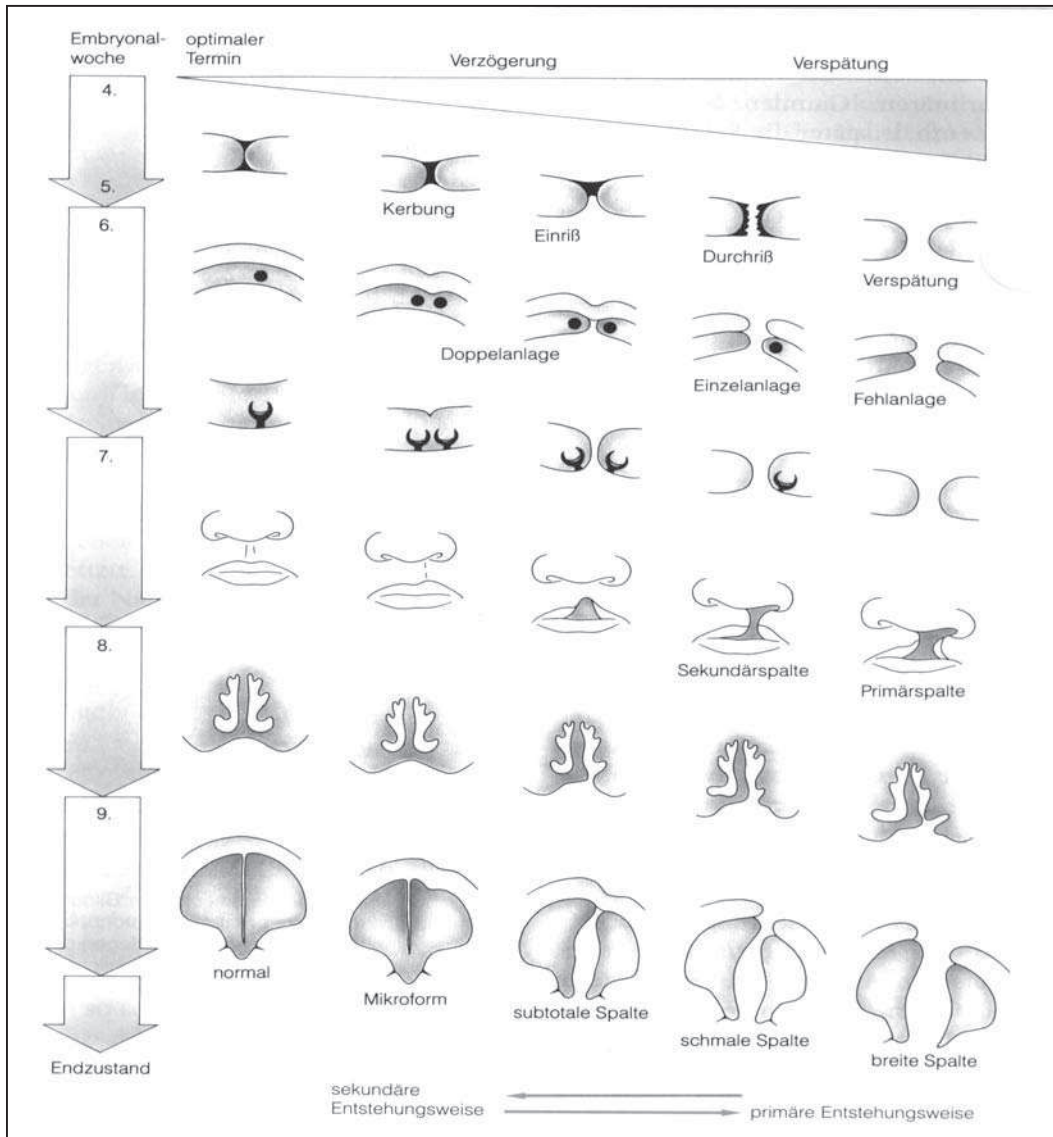 Embryonal-
woche
optimaler
Termin
Verzögerung
Verspätung
4.
5.
Kerbung
Einriß
Durchriß
Verspätung
6.
Doppelanlage
Einzelanlage
Fehlanlage
7.
Sekundärspalte
Primärspalte
8.
9.
normal
Mikroform
subtotale Spalte
schmale Spalte
breite Spalte
Endzustand
sekundäre
Entstehungsweise
primäre Entstehungsweise